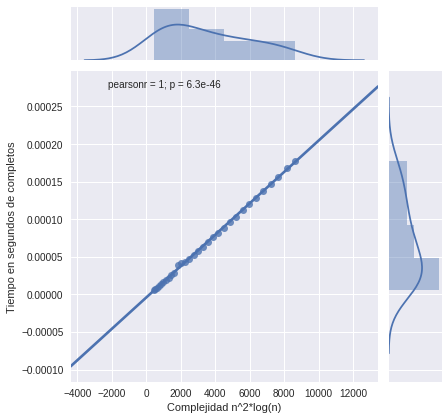 pearsonr = 1; p = 6.3e-46
Tiempo en segundos de completos
0.00025
0.00020
0.00015
0.00010
0.00005
0.00000
−0.00005
−0.00010
−4000 −2000 0 2000 4000 6000 8000 10000 12000
Complejidad n^2*log(n)